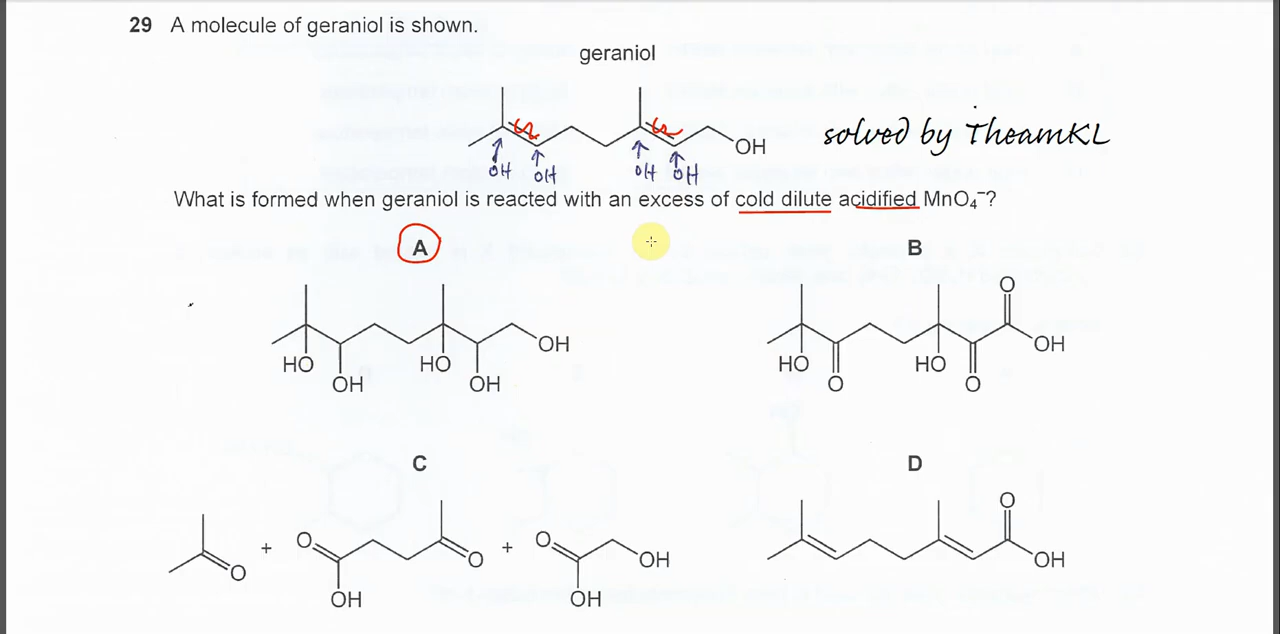 29 A molecule of geraniol is shown.
geraniol
OH
solved by TheamKL
OH OH OH OH
What is formed when geraniol is reacted with an excess of cold dilute acidified MnO₄⁻?
A B
O
OH OH
HO HO HO HO
OH OH O O
C D
O
O O
+ + OH OH
O O
OH OH